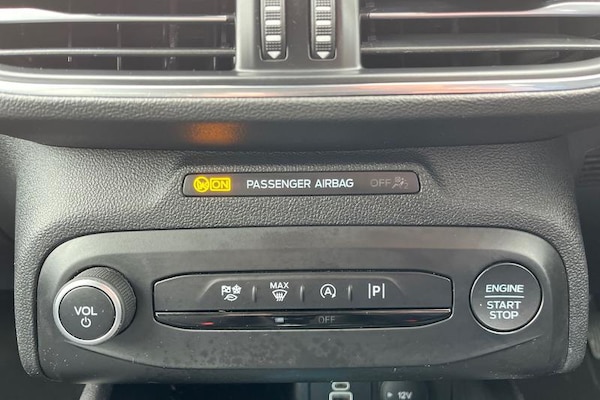 ON PASSENGER AIRBAG OFF
VOL
MAX
A
P
OFF
ENGINE
START
STOP
12V